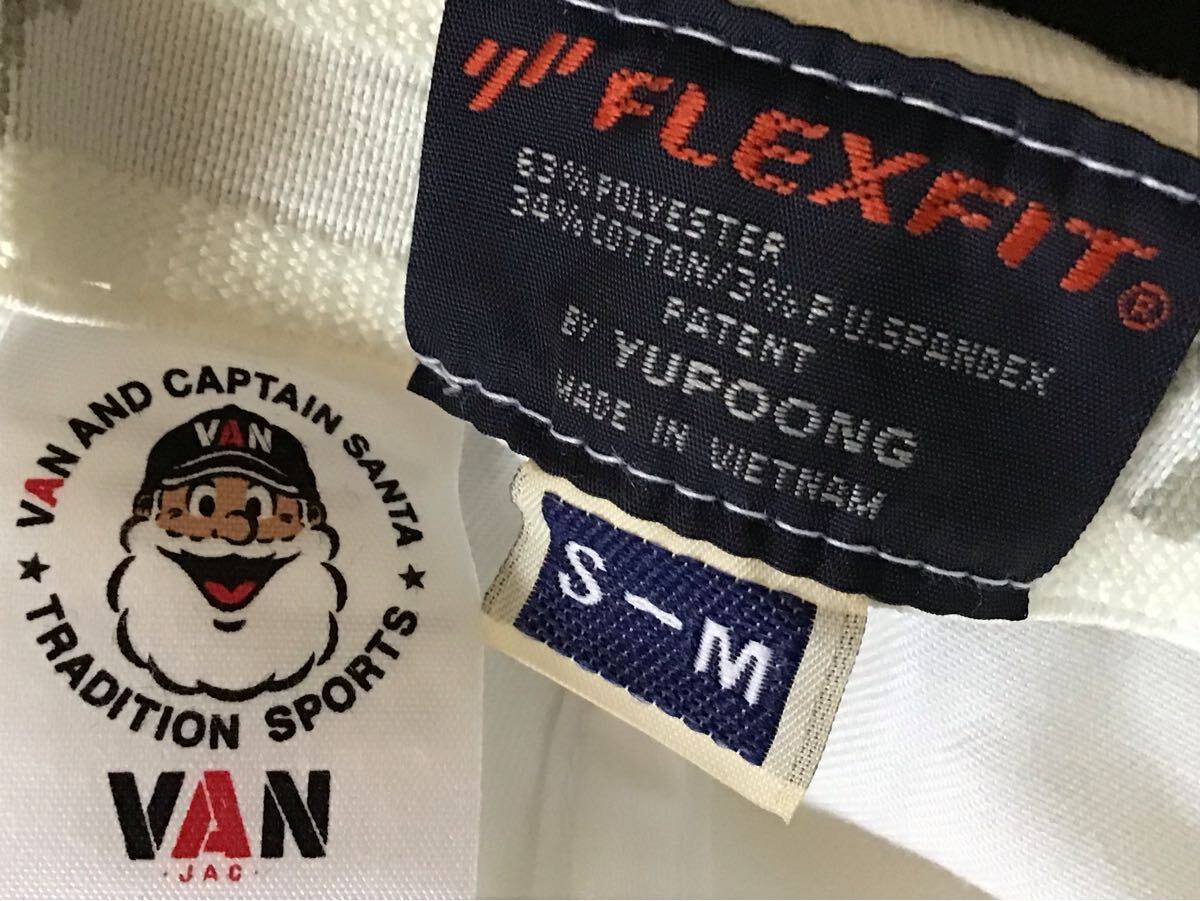 FLEXFIT®
63% POLYESTER
34% COTTON/3% P.U.SPANDEX
PATENT
BY YUPOONG
MADE IN VIETNAM
S-M
VAN AND CAPTAIN SANTA
VAN
★ TRADITION SPORTS ★
VAN
·JAC·